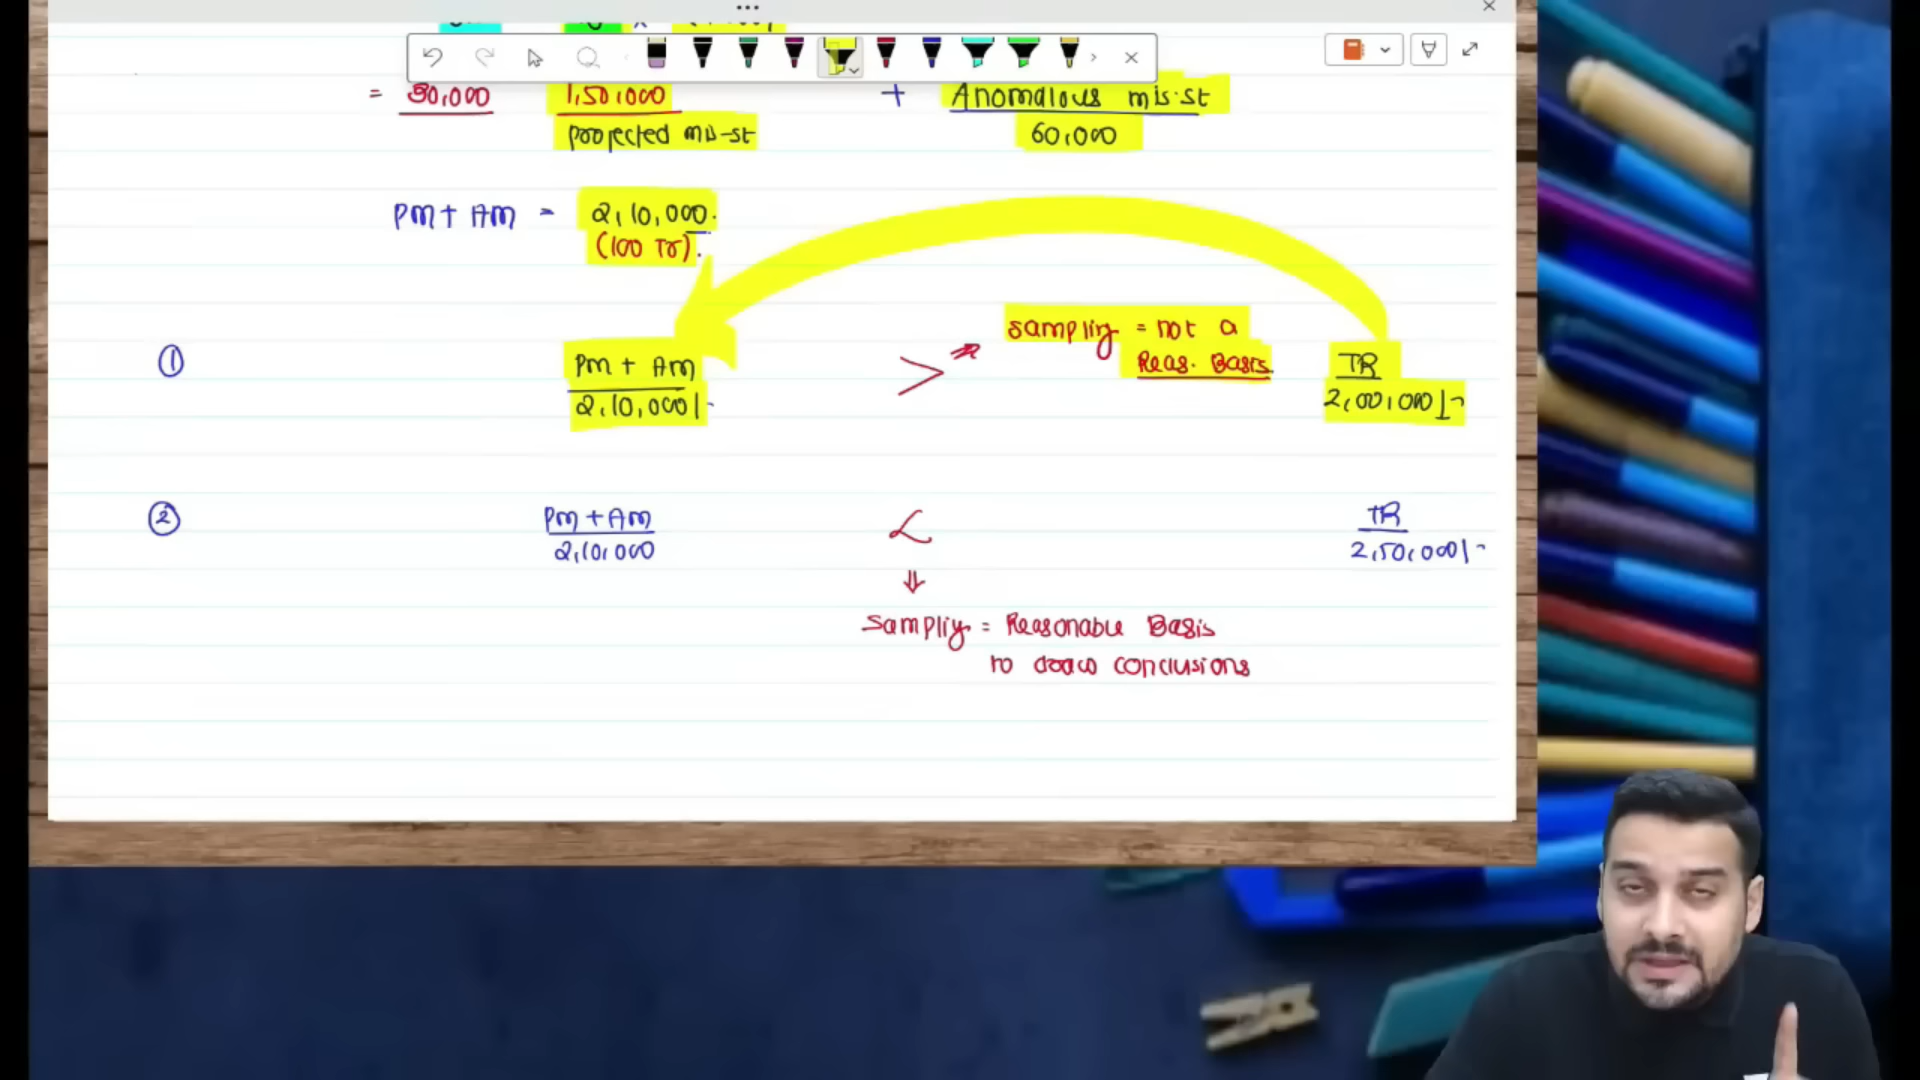 = 30,000 1,50,000 + Anomalous mis-st
projected mis-st 60,000
PM + AM = 2,10,000.
(100 Tr).
① PM + AM > sampling = not a TR
2,10,000/- Reas. Basis 2,00,000/-
② PM + AM < TR
2,10,000 2,50,000/-
⇓
sampling = Reasonable Basis
to draw conclusions